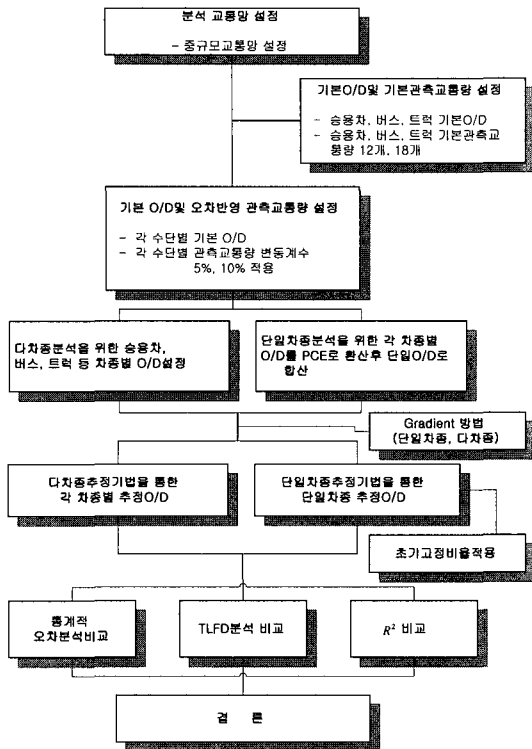 분석 교통망 설정
- 중규모교통망 설정
기본O/D및 기본관측교통량 설정
- 승용차, 버스, 트럭 기본O/D
- 승용차, 버스, 트럭 기본관측교
통량 12개, 18개
기본 O/D및 오차반영 관측교통량 설정
- 각 수단별 기본 O/D
- 각 수단별 관측교통량 변동계수
5%, 10% 적용
다차종분석을 위한 승용차,
버스, 트럭 등 차종별 O/D설정
단일차종분석을 위한 각 차종별
O/D를 PCE로 환산후 단일O/D로
합산
Gradient 방법
(단일차종, 다차종)
다차종추정기법을 통한
각 차종별 추정O/D
단일차종추정기법을 통한
단일차종 추정O/D
초기고정비율적용
통계적
오차분석비교
TLFD분석 비교
R² 비교
결 론